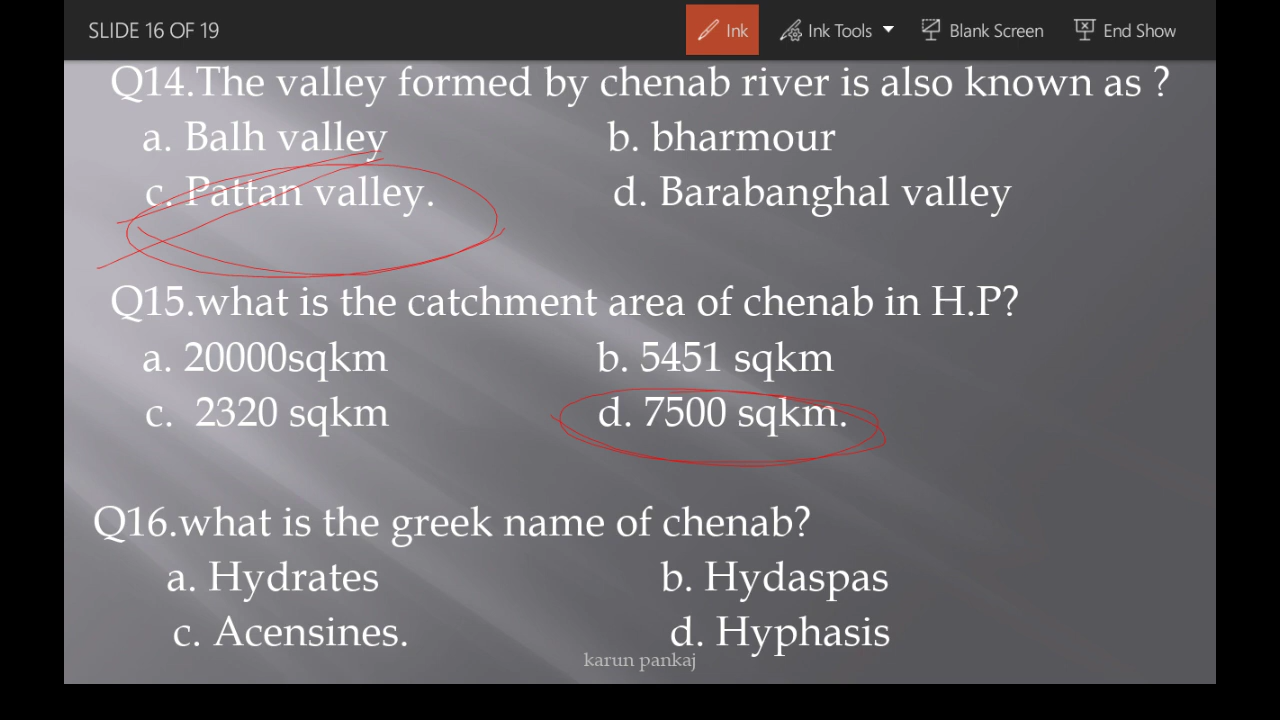 SLIDE 16 OF 19 Ink Ink Tools Blank Screen End Show
Q14.The valley formed by chenab river is also known as ?
a. Balh valley b. bharmour
c. Pattan valley. d. Barabanghal valley
Q15.what is the catchment area of chenab in H.P?
a. 20000sqkm b. 5451 sqkm
c. 2320 sqkm d. 7500 sqkm.
Q16.what is the greek name of chenab?
a. Hydrates b. Hydaspas
c. Acensines. d. Hyphasis
karun pankaj